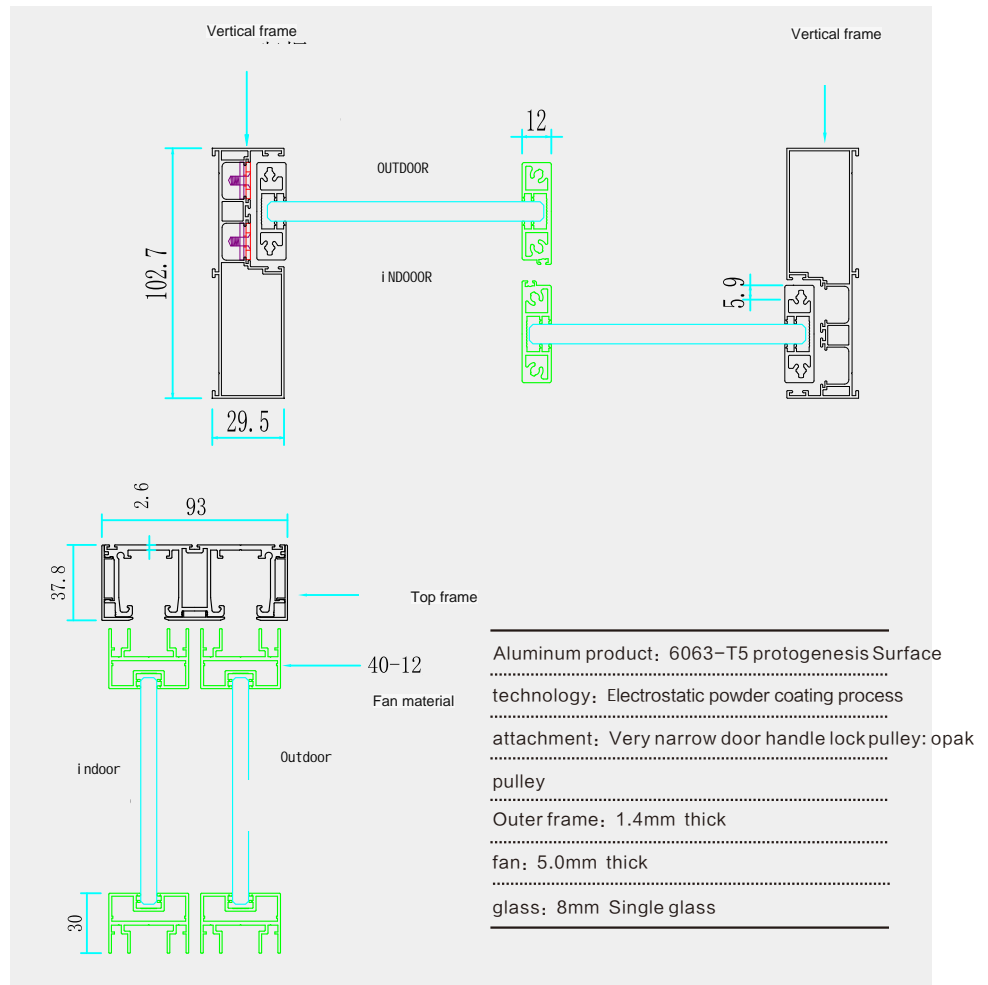 Vertical frame
Vertical frame
12
OUTDOOR
iNDOOOR
102.7
5.9
29.5
2.6
93
37.8
Top frame
40-12
Fan material
indoor
Outdoor
30
Aluminum product: 6063-T5 protogenesis Surface
technology: Electrostatic powder coating process
attachment: Very narrow door handle lock pulley: opak
pulley
Outer frame: 1.4mm thick
fan: 5.0mm thick
glass: 8mm Single glass